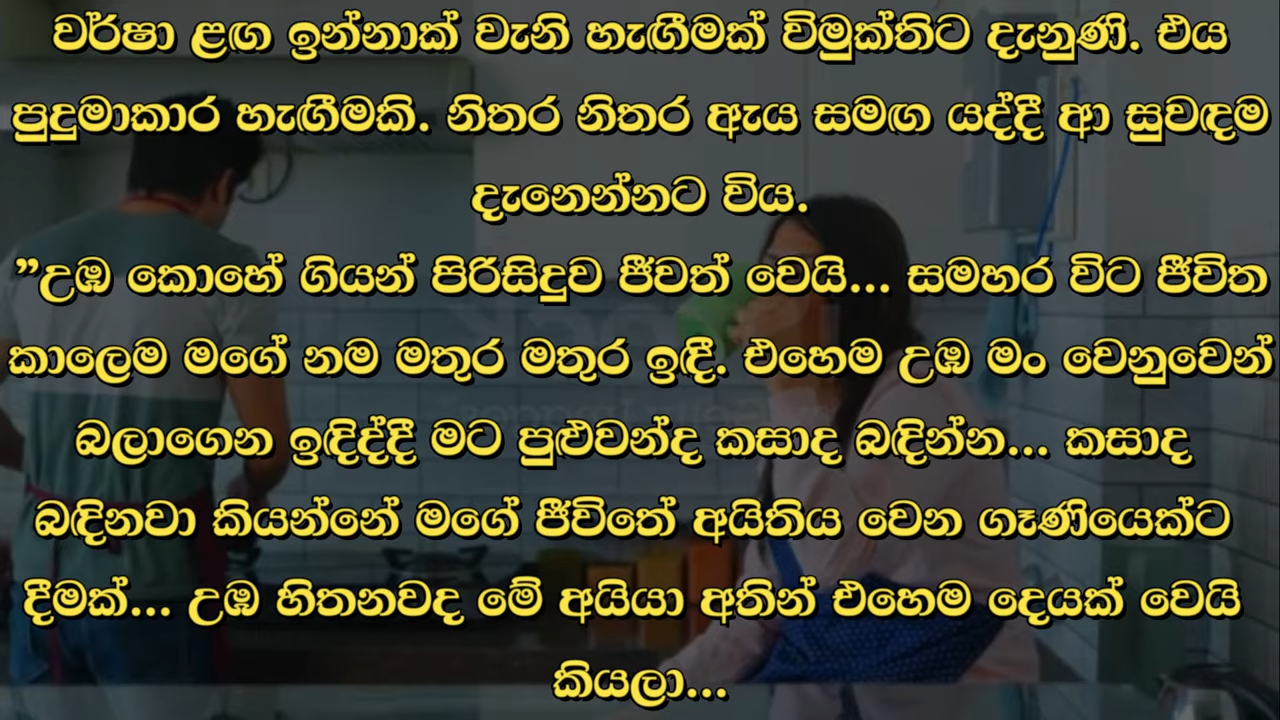 වර්ෂා ළඟ ඉන්නාක් වැනි හැඟීමක් විමුක්තිට දැනුණි. එය
පුදුමාකාර හැඟීමකි. නිතර නිතර ඇය සමඟ යද්දී ආ සුවඳම
දැනෙන්නට විය.
”උඹ කොහේ ගියත් පිරිසිදුව ජීවත් වෙයි... සමහර විට ජීවිත
කාලෙම මගේ නම මතුර මතුර ඉඳී. එහෙම උඹ මං වෙනුවෙන්
බලාගෙන ඉඳිද්දී මට පුළුවන්ද කසාද බඳින්න... කසාද
බඳිනවා කියන්නේ මගේ ජීවිතේ අයිතිය වෙන ගෑණියෙක්ට
දීමක්... උඹ හිතනවද මේ අයියා අතින් එහෙම දෙයක් වෙයි
කියලා...